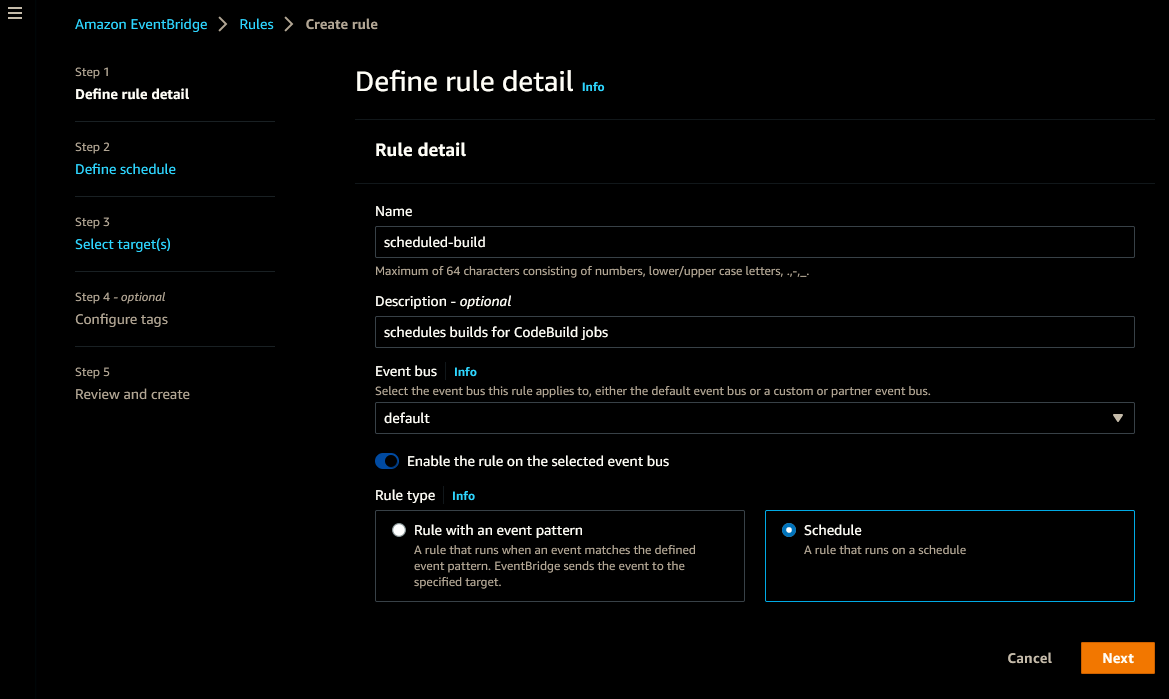 Amazon EventBridge > Rules > Create rule
Step 1
Define rule detail
Step 2
Define schedule
Step 3
Select target(s)
Step 4 - optional
Configure tags
Step 5
Review and create
Define rule detail Info
Rule detail
Name
scheduled-build
Maximum of 64 characters consisting of numbers, lower/upper case letters, .,-,_.
Description - optional
schedules builds for CodeBuild jobs
Event bus Info
Select the event bus this rule applies to, either the default event bus or a custom or partner event bus.
default
Enable the rule on the selected event bus
Rule type Info
Rule with an event pattern
A rule that runs when an event matches the defined
event pattern. EventBridge sends the event to the
specified target.
Schedule
A rule that runs on a schedule
Cancel Next